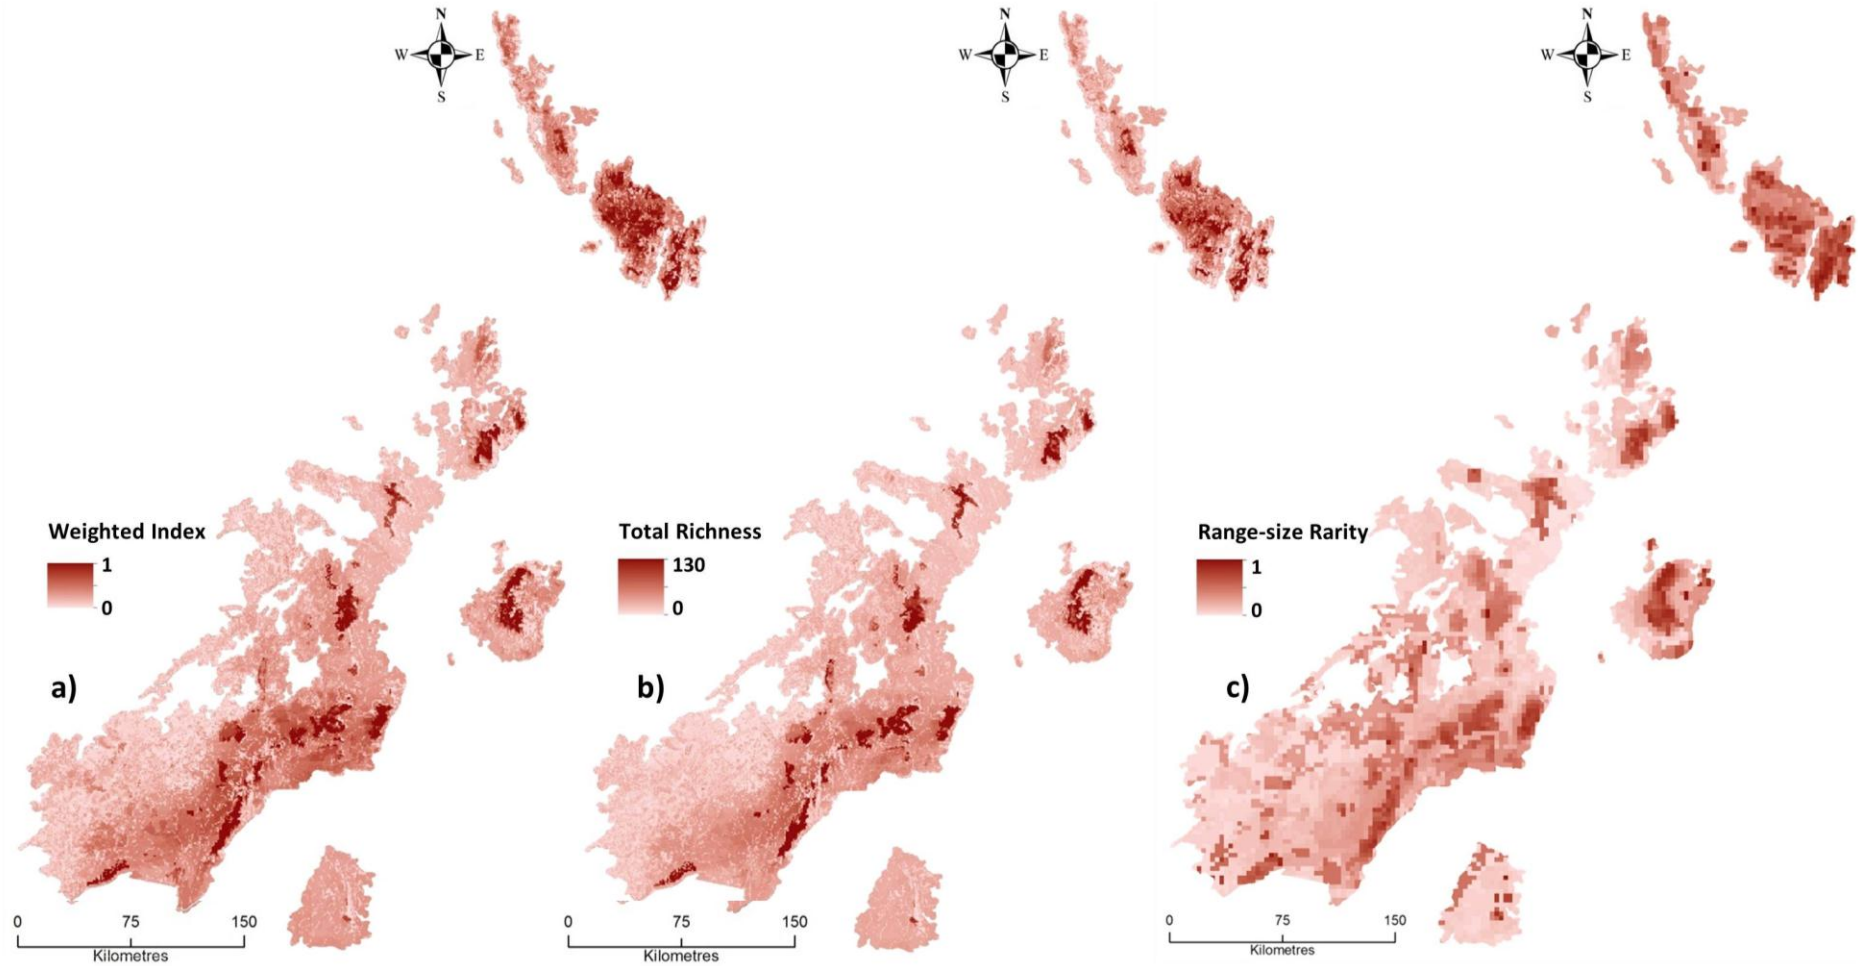 N
W E
S
N
W E
S
N
W E
S
Weighted Index
1
0
Total Richness
130
0
Range-size Rarity
1
0
a)
b)
c)
0 75 150
Kilometres
0 75 150
Kilometres
0 75 150
Kilometres